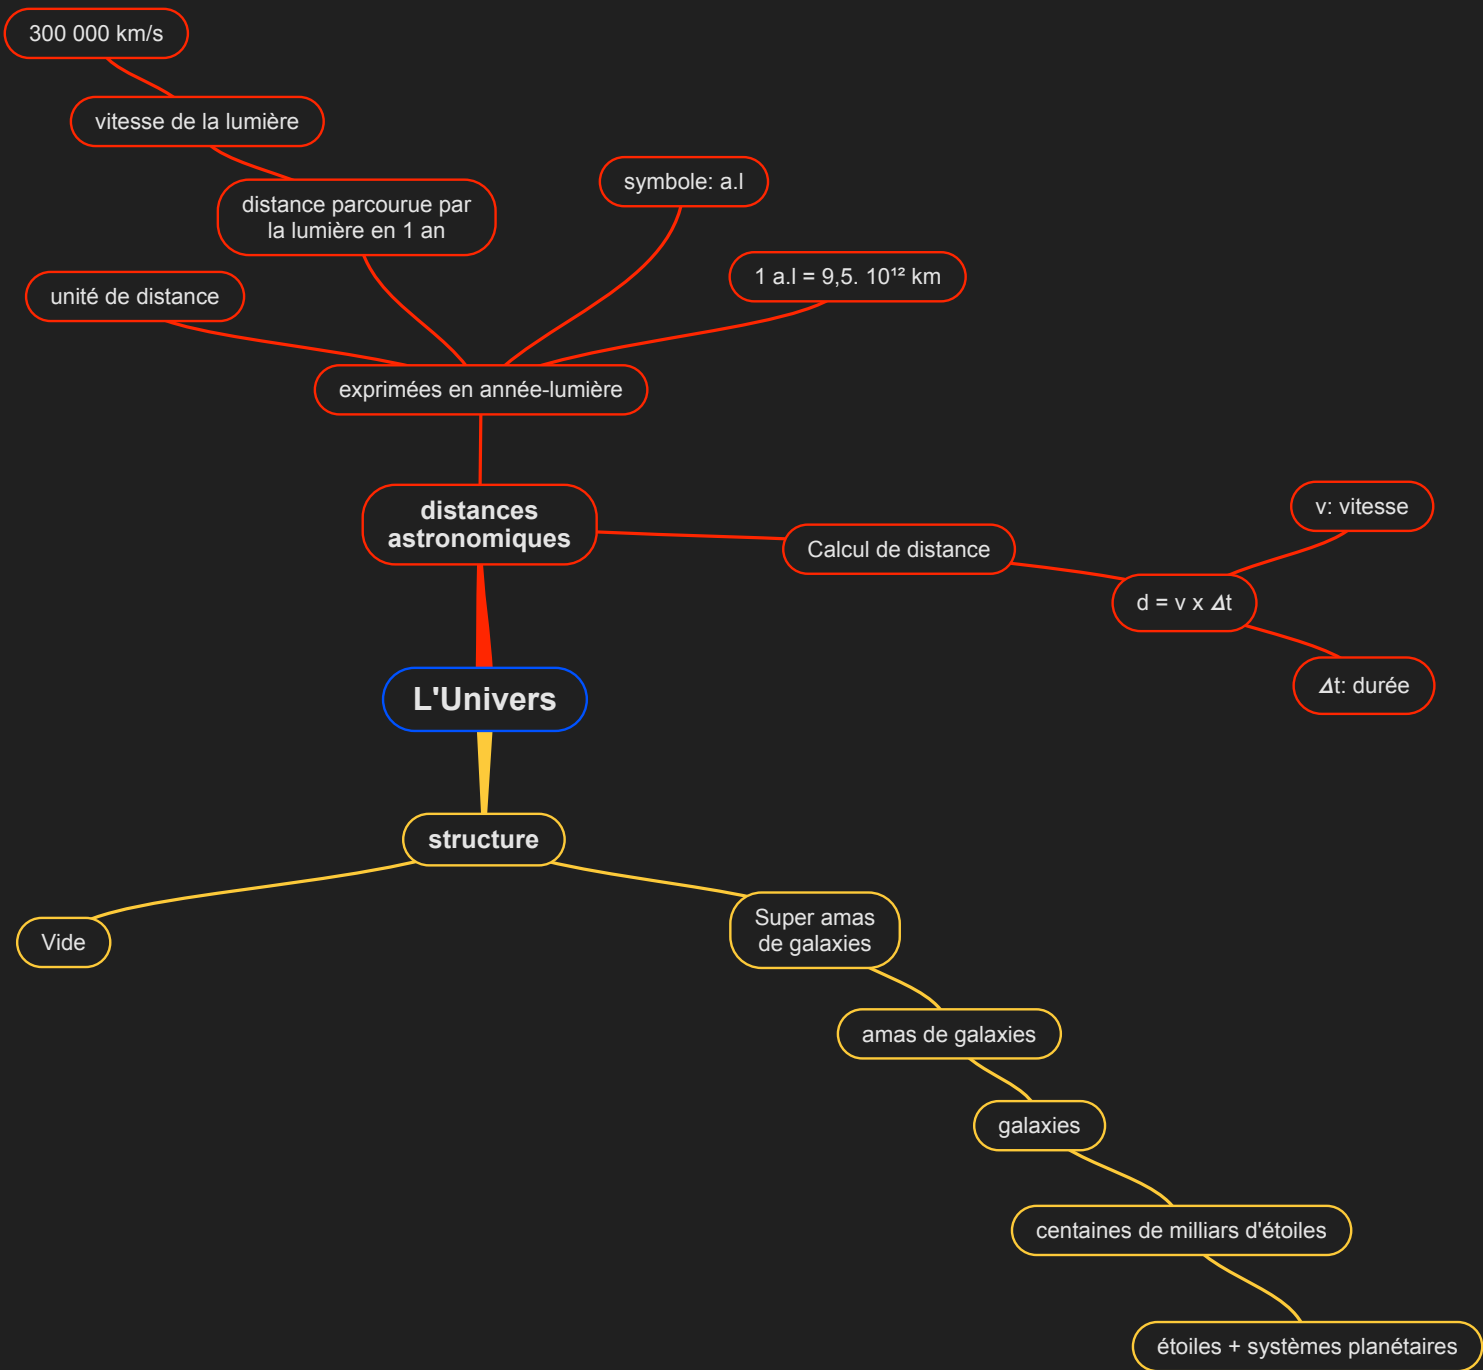 300 000 km/s
vitesse de la lumière
symbole: a.l
distance parcourue par
la lumière en 1 an
1 a.l = 9,5. 10¹² km
unité de distance
exprimées en année-lumière
distances
astronomiques
v: vitesse
Calcul de distance
d = v x 𝜟t
𝜟t: durée
L'Univers
structure
Vide
Super amas
de galaxies
amas de galaxies
galaxies
centaines de milliars d'étoiles
étoiles + systèmes planétaires